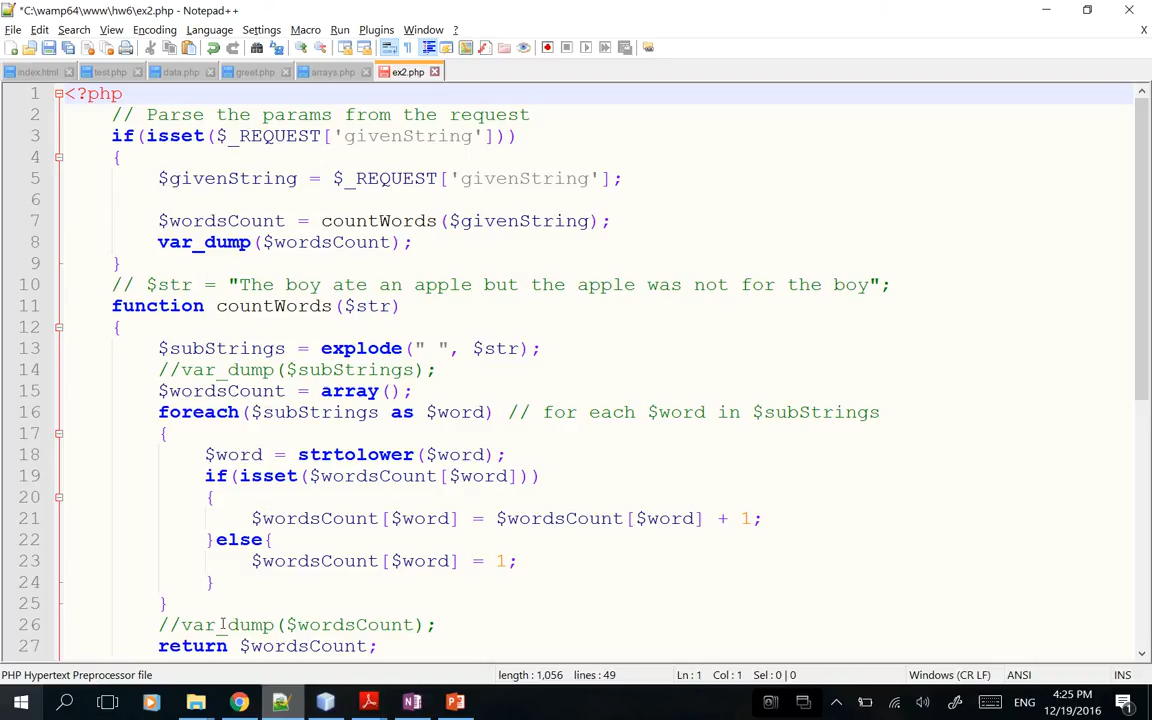 *C:\wamp64\www\hw6\ex2.php - Notepad++
File Edit Search View Encoding Language Settings Macro Run Plugins Window ? X
index.html test.php data.php greet.php arrays.php ex2.php
1 <?php
2 // Parse the params from the request
3 if(isset($_REQUEST['givenString']))
4 {
5 $givenString = $_REQUEST['givenString'];
6
7 $wordsCount = countWords($givenString);
8 var_dump($wordsCount);
9 }
10 // $str = "The boy ate an apple but the apple was not for the boy";
11 function countWords($str)
12 {
13 $subStrings = explode(" ", $str);
14 //var_dump($subStrings);
15 $wordsCount = array();
16 foreach($subStrings as $word) // for each $word in $subStrings
17 {
18 $word = strtolower($word);
19 if(isset($wordsCount[$word]))
20 {
21 $wordsCount[$word] = $wordsCount[$word] + 1;
22 }else{
23 $wordsCount[$word] = 1;
24 }
25 }
26 //var_dump($wordsCount);
27 return $wordsCount;
PHP Hypertext Preprocessor file length : 1,056 lines : 49 Ln : 1 Col : 1 Sel : 0 | 0 Windows (CR LF) ANSI INS
ENG 4:25 PM
12/19/2016